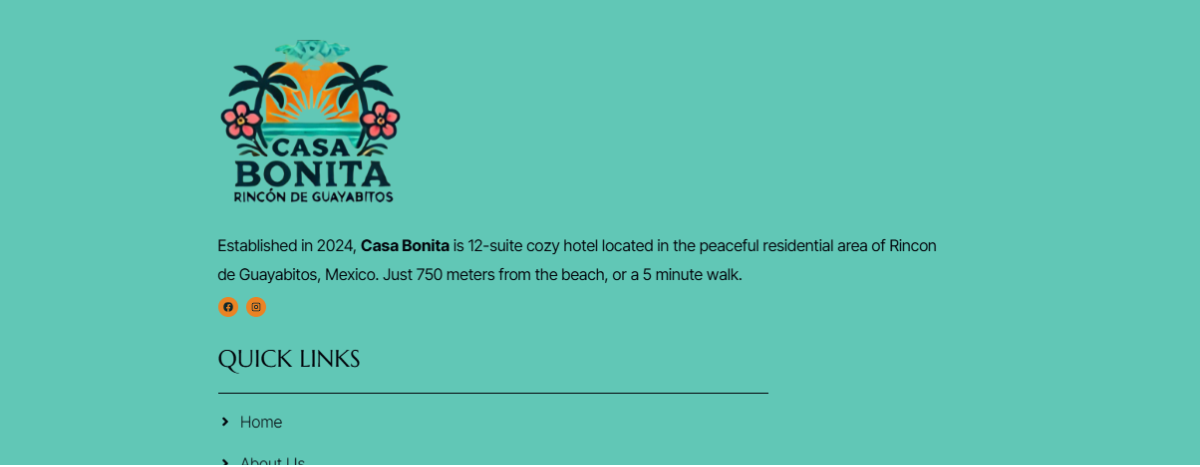 CASA
BONITA
RINCÓN DE GUAYABITOS
Established in 2024, Casa Bonita is 12-suite cozy hotel located in the peaceful residential area of Rincon
de Guayabitos, Mexico. Just 750 meters from the beach, or a 5 minute walk.
QUICK LINKS
Home
About Us